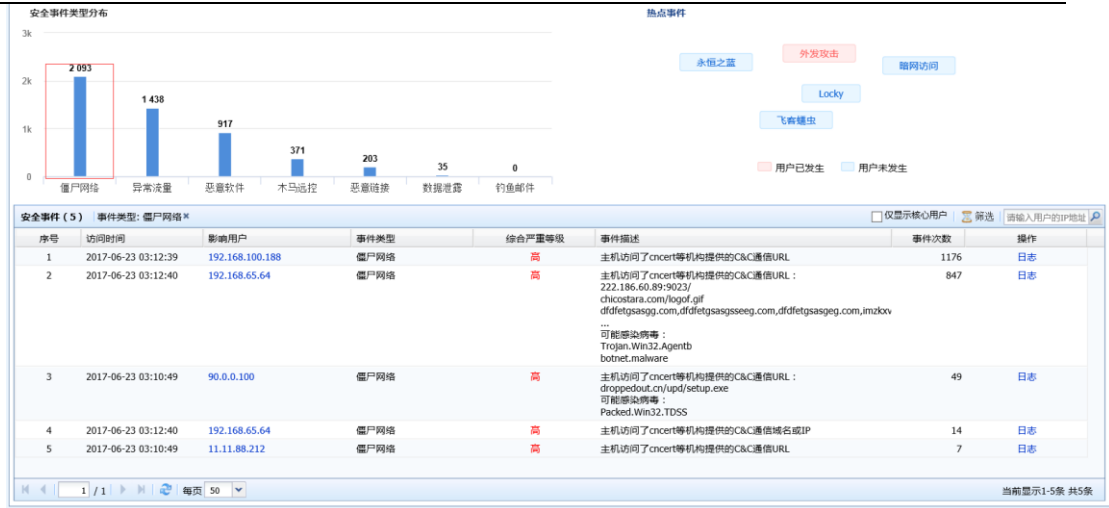 安全事件类型分布
热点事件
3k
2k
1k
0
2 093
1 438
917
371
203
35
0
僵尸网络
异常流量
恶意软件
木马远控
恶意链接
数据泄露
钓鱼邮件
永恒之蓝
外发攻击
暗网访问
Locky
飞客蠕虫
用户已发生 用户未发生
安全事件 ( 5 ) 事件类型: 僵尸网络× 仅显示核心用户 筛选 请输入用户的IP地址
序号 访问时间 影响用户 事件类型 综合严重等级 事件描述 事件次数 操作
1 2017-06-23 03:12:39 192.168.100.188 僵尸网络 高 主机访问了cncert等机构提供的C&C通信URL 1176 日志
2 2017-06-23 03:12:40 192.168.65.64 僵尸网络 高 主机访问了cncert等机构提供的C&C通信URL： 847 日志
222.186.60.89:9023/
chicostara.com/logof.gif
dfdfetgsasgg.com,dfdfetgsasgsseeg.com,dfdfetgsasgeg.com,imzkxv
...
可能感染病毒：
Trojan.Win32.Agentb
botnet.malware
3 2017-06-23 03:10:49 90.0.0.100 僵尸网络 高 主机访问了cncert等机构提供的C&C通信URL： 49 日志
droppedout.cn/upd/setup.exe
可能感染病毒：
Packed.Win32.TDSS
4 2017-06-23 03:12:40 192.168.65.64 僵尸网络 高 主机访问了cncert等机构提供的C&C通信域名或IP 14 日志
5 2017-06-23 03:10:49 11.11.88.212 僵尸网络 高 主机访问了cncert等机构提供的C&C通信URL 7 日志
1 / 1 每页 50 当前显示1-5条 共5条